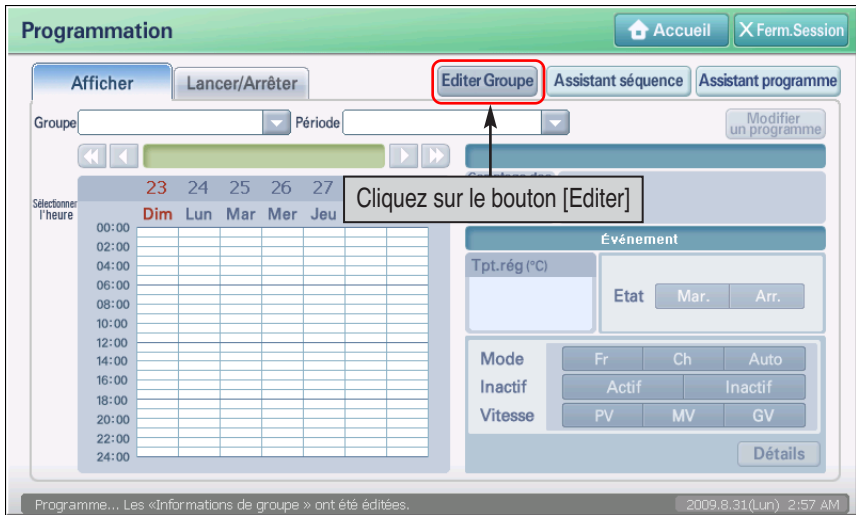 Programmation
Accueil
X Ferm.Session
Afficher
Lancer/Arrêter
Editer Groupe
Assistant séquence
Assistant programme
Groupe
Période
Modifier
un programme
Cliquez sur le bouton [Editer]
23 24 25 26 27
Sélectionner
l'heure
Dim Lun Mar Mer Jeu
00:00
02:00
04:00
06:00
08:00
10:00
12:00
14:00
16:00
18:00
20:00
22:00
24:00
Événement
Tpt.rég (°C)
Etat Mar. Arr.
Mode Fr Ch Auto
Inactif Actif Inactif
Vitesse PV MV GV
Détails
Programme... Les «Informations de groupe » ont été éditées.
2009.8.31(Lun) 2:57 AM